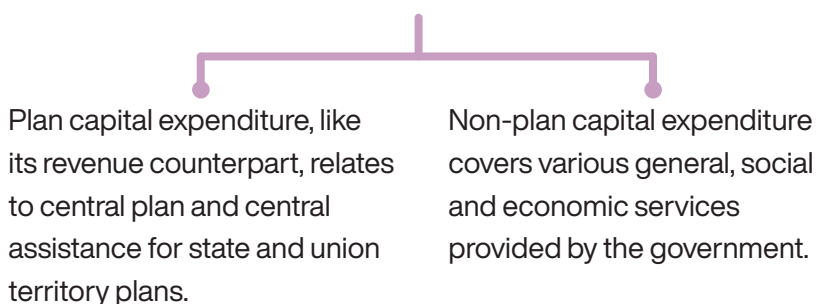 Plan capital expenditure, like
its revenue counterpart, relates
to central plan and central
assistance for state and union
territory plans.
Non-plan capital expenditure
covers various general, social
and economic services
provided by the government.